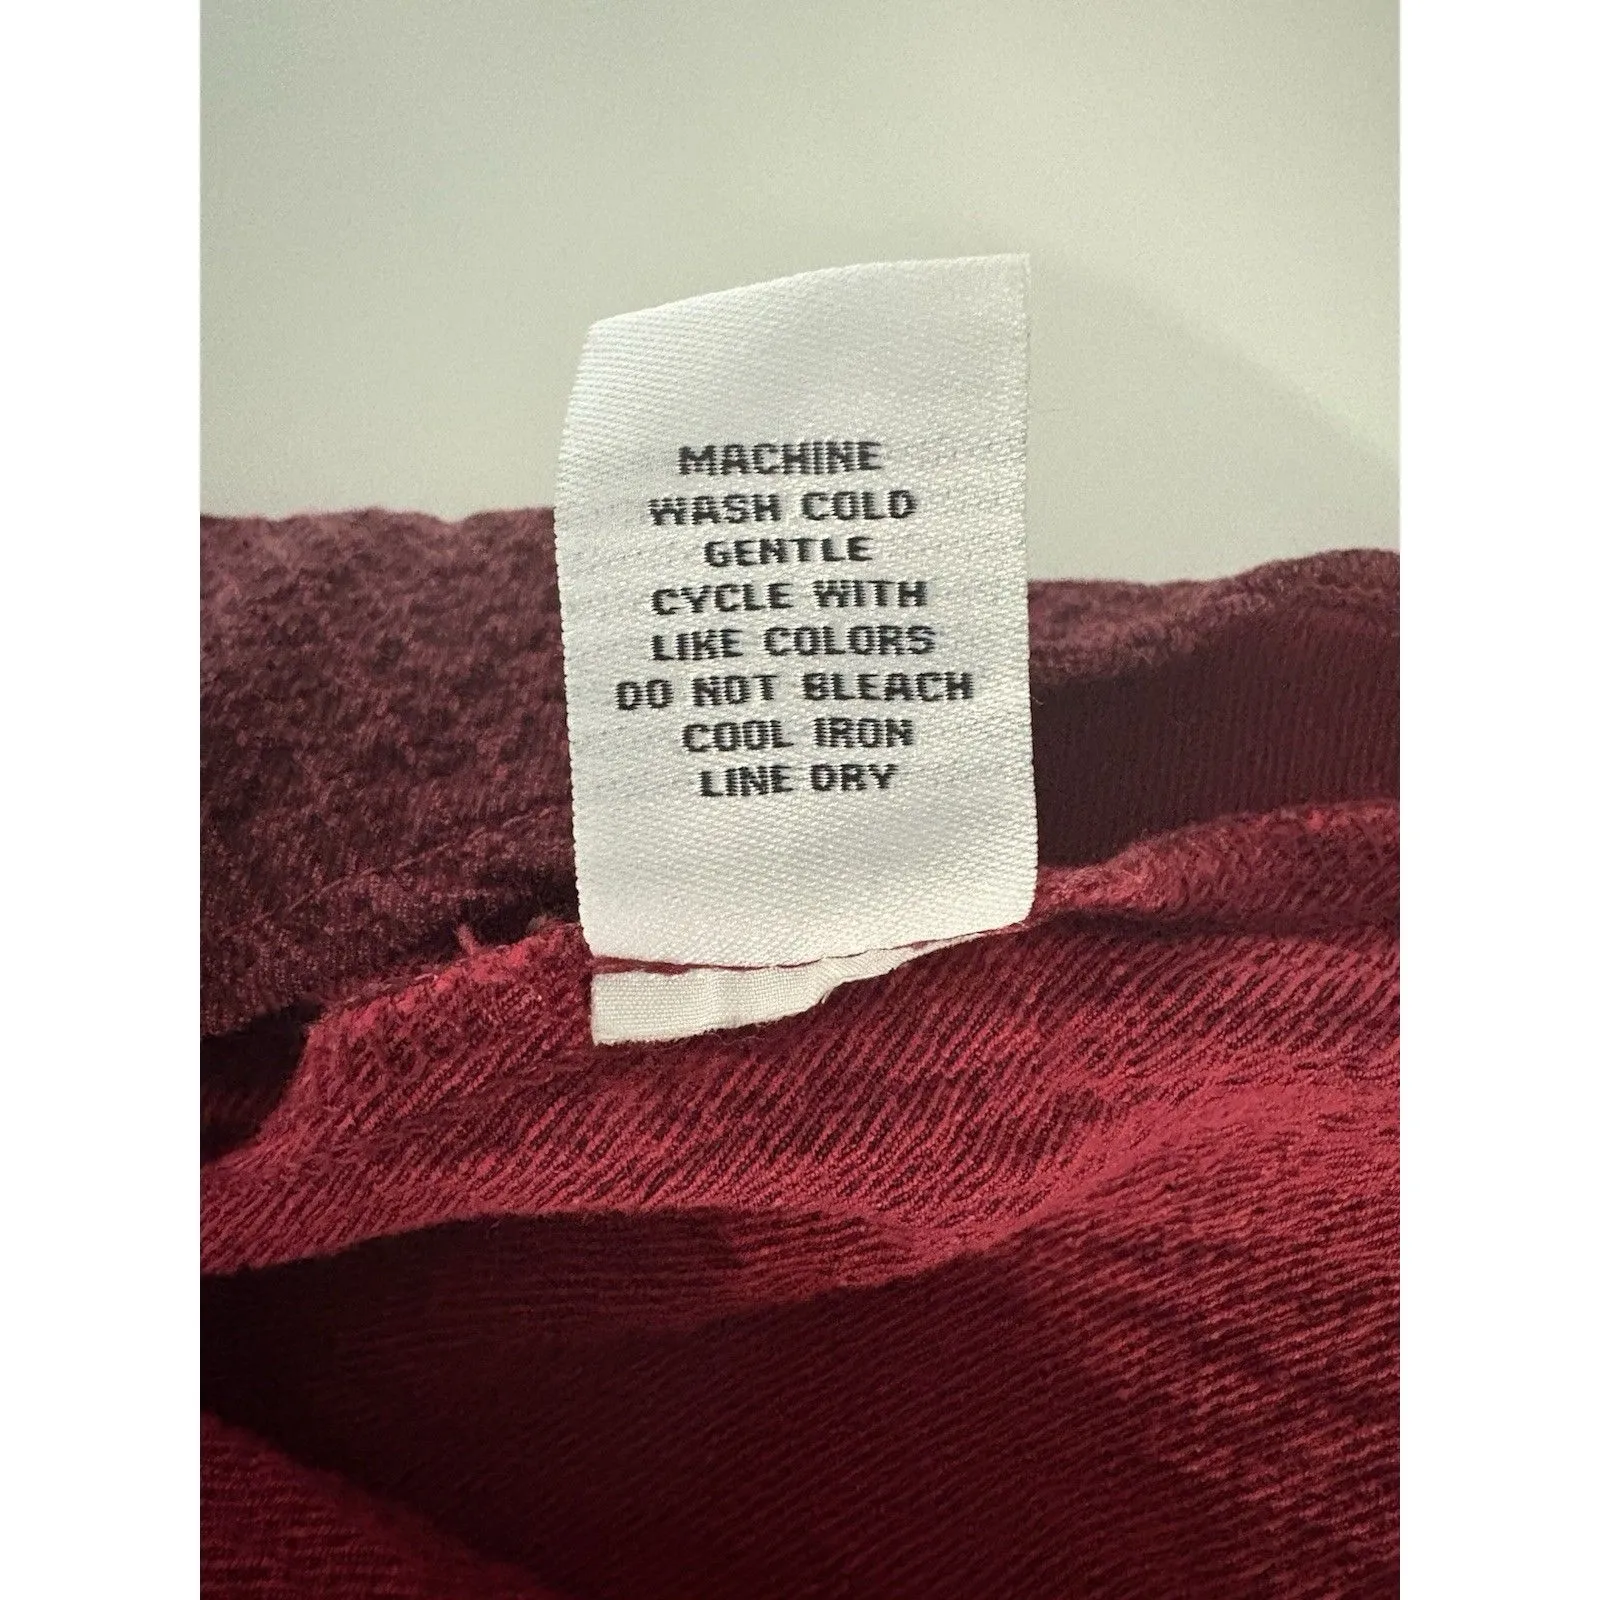 MACHINE
WASH COLD
GENTLE
CYCLE WITH
LIKE COLORS
DO NOT BLEACH
COOL IRON
LINE DRY